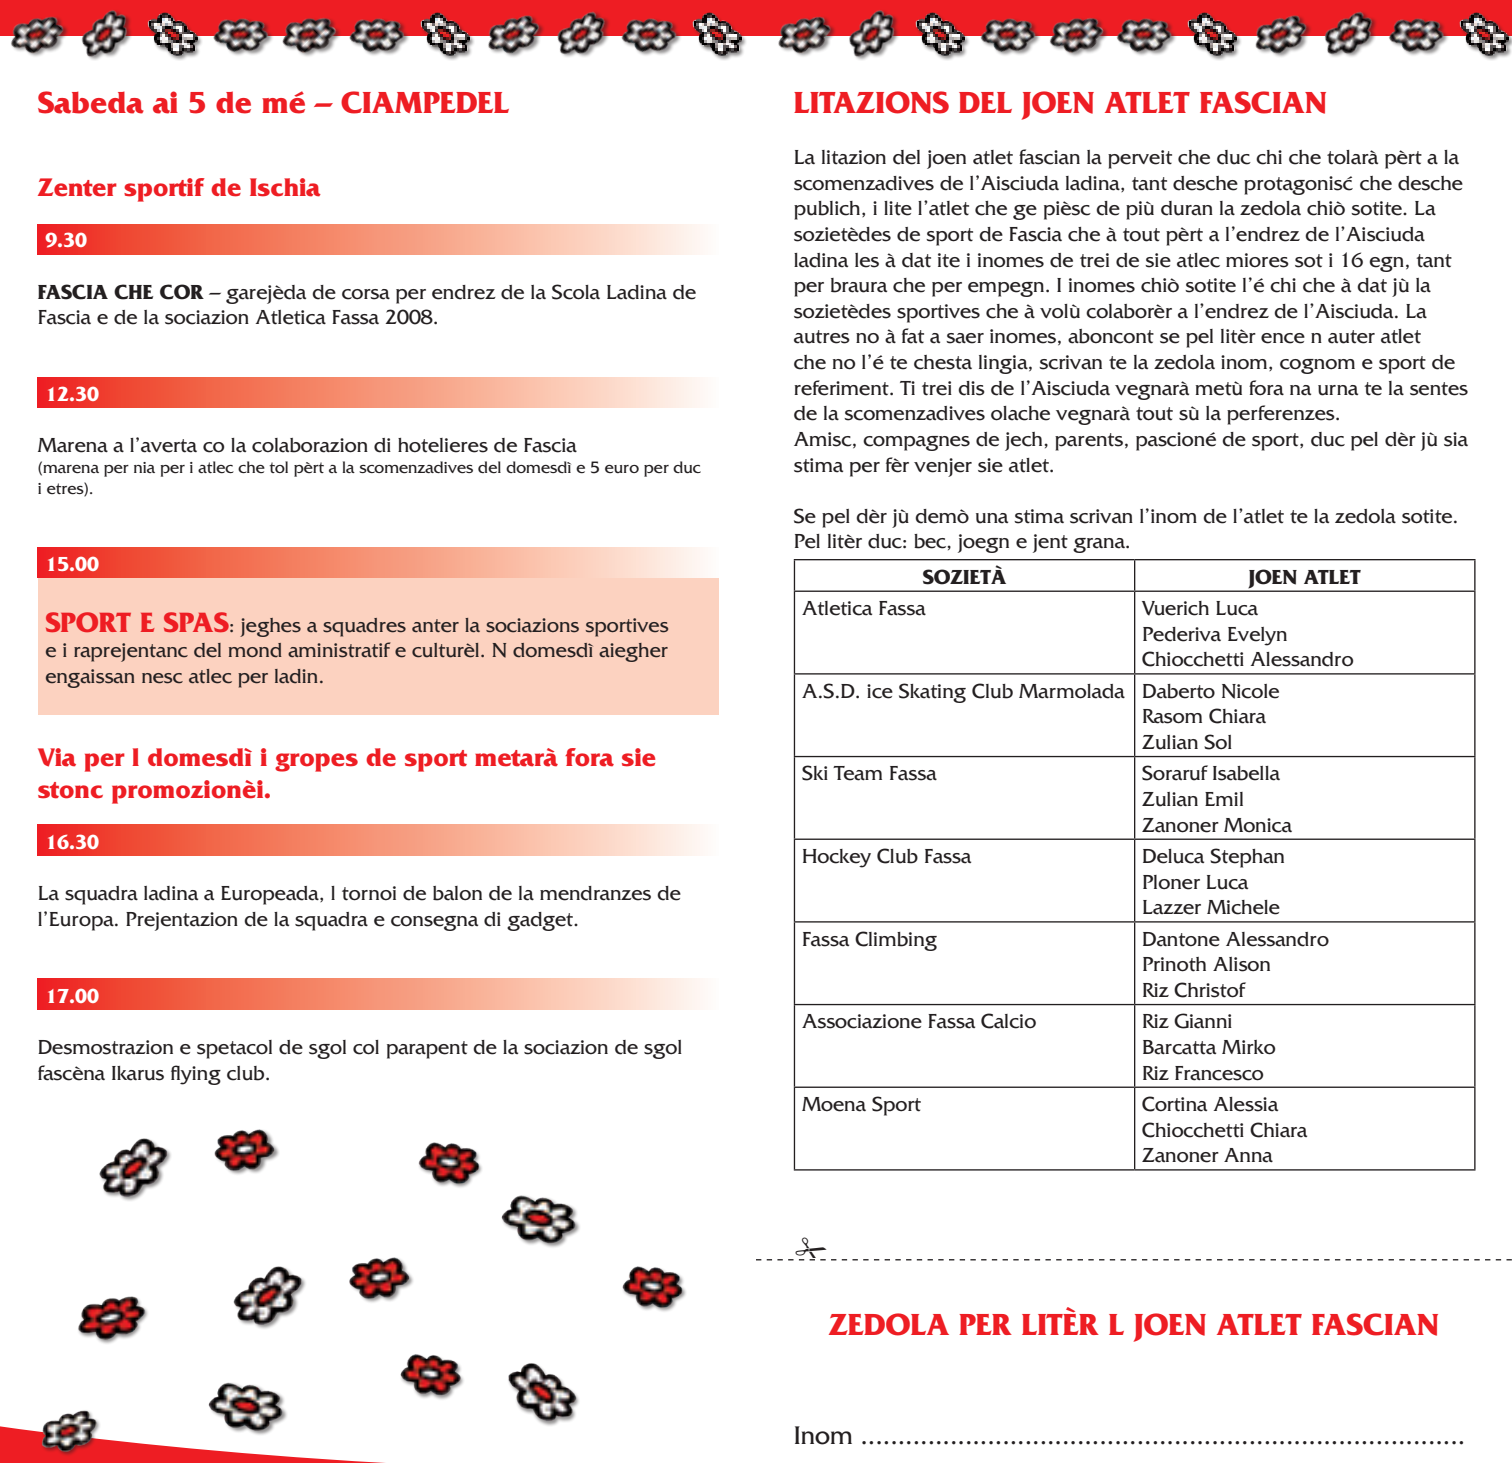 Sabeda ai 5 de mé – CIAMPEDEL
Zenter sportif de Ischia
9.30
FASCIA CHE COR – garejèda de corsa per endrez de la Scola Ladina de
Fascia e de la sociazion Atletica Fassa 2008.
12.30
Marena a l'averta co la colaborazion di hotelieres de Fascia
(marena per nia per i atlec che tol pèrt a la scomenzadives del domesdì e 5 euro per duc
i etres).
15.00
SPORT E SPAS: jeghes a squadres anter la sociazions sportives
e i raprejentanc del mond aministratif e culturèl. N domesdì aiegher
engaissan nesc atlec per ladin.
Via per l domesdì i gropes de sport metarà fora sie
stonc promozionèi.
16.30
La squadra ladina a Europeada, l tornoi de balon de la mendranzes de
l'Europa. Prejentazion de la squadra e consegna di gadget.
17.00
Desmostrazion e spetacol de sgol col parapent de la sociazion de sgol
fascèna Ikarus flying club.
LITAZIONS DEL JOEN ATLET FASCIAN
La litazion del joen atlet fascian la perveit che duc chi che tolarà pèrt a la
scomenzadives de l'Aisciuda ladina, tant desche protagonisć che desche
publich, i lite l'atlet che ge pièsc de più duran la zedola chiò sotite. La
sozietèdes de sport de Fascia che à tout pèrt a l'endrez de l'Aisciuda
ladina les à dat ite i inomes de trei de sie atlec miores sot i 16 egn, tant
per braura che per empegn. I inomes chiò sotite l'é chi che à dat jù la
sozietèdes sportives che à volù colaborèr a l'endrez de l'Aisciuda. La
autres no à fat a saer inomes, aboncont se pel litèr ence n auter atlet
che no l'é te chesta lingia, scrivan te la zedola inom, cognom e sport de
referiment. Ti trei dis de l'Aisciuda vegnarà metù fora na urna te la sentes
de la scomenzadives olache vegnarà tout sù la perferenzes.
Amisc, compagnes de jech, parents, pascioné de sport, duc pel dèr jù sia
stima per fèr venjer sie atlet.
Se pel dèr jù demò una stima scrivan l'inom de l'atlet te la zedola sotite.
Pel litèr duc: bec, joegn e jent grana.
SOZIETÀ JOEN ATLET
Atletica Fassa Vuerich Luca
Pederiva Evelyn
Chiocchetti Alessandro
A.S.D. ice Skating Club Marmolada Daberto Nicole
Rasom Chiara
Zulian Sol
Ski Team Fassa Soraruf Isabella
Zulian Emil
Zanoner Monica
Hockey Club Fassa Deluca Stephan
Ploner Luca
Lazzer Michele
Fassa Climbing Dantone Alessandro
Prinoth Alison
Riz Christof
Associazione Fassa Calcio Riz Gianni
Barcatta Mirko
Riz Francesco
Moena Sport Cortina Alessia
Chiocchetti Chiara
Zanoner Anna
ZEDOLA PER LITÈR L JOEN ATLET FASCIAN
Inom ................................................................................